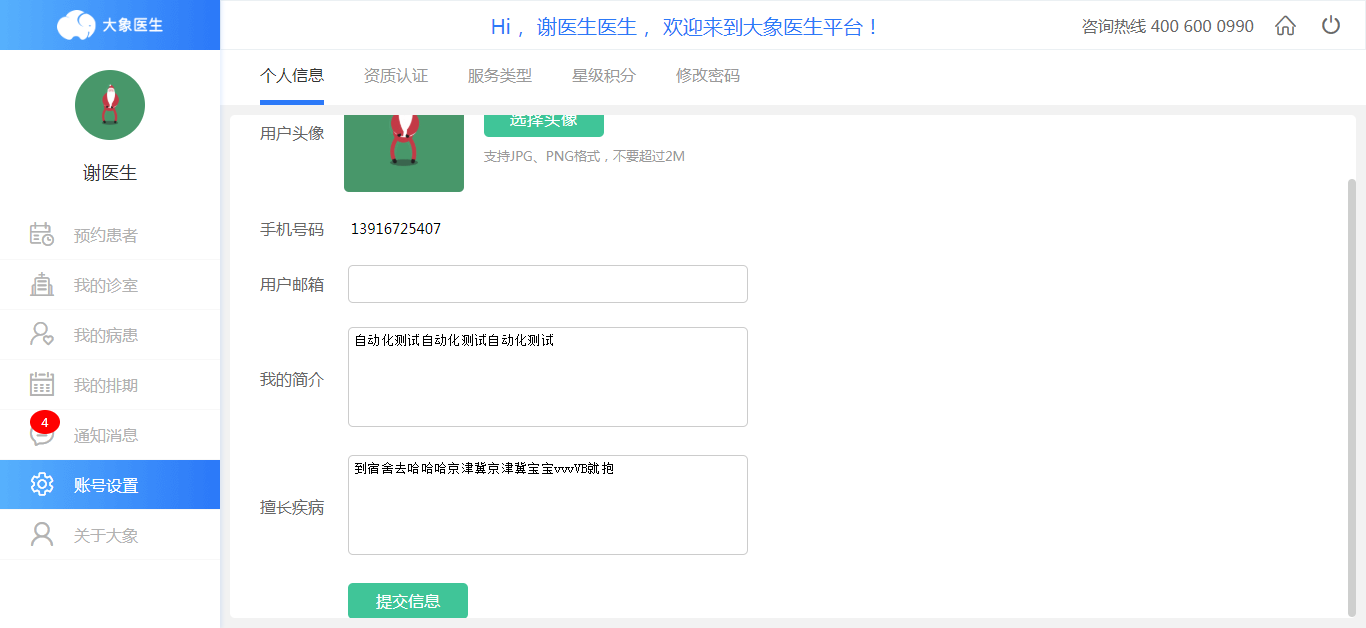 大象医生
Hi ，谢医生医生 ，欢迎来到大象医生平台！
咨询热线 400 600 0990
谢医生
预约患者
我的诊室
我的病患
我的排期
4
通知消息
账号设置
关于大象
个人信息 资质认证 服务类型 星级积分 修改密码
用户头像
选择头像
支持JPG、PNG格式，不要超过2M
手机号码 13916725407
用户邮箱
我的简介
自动化测试自动化测试自动化测试
擅长疾病
到宿舍去哈哈哈京津冀京津冀宝宝vvvVB就抱
提交信息